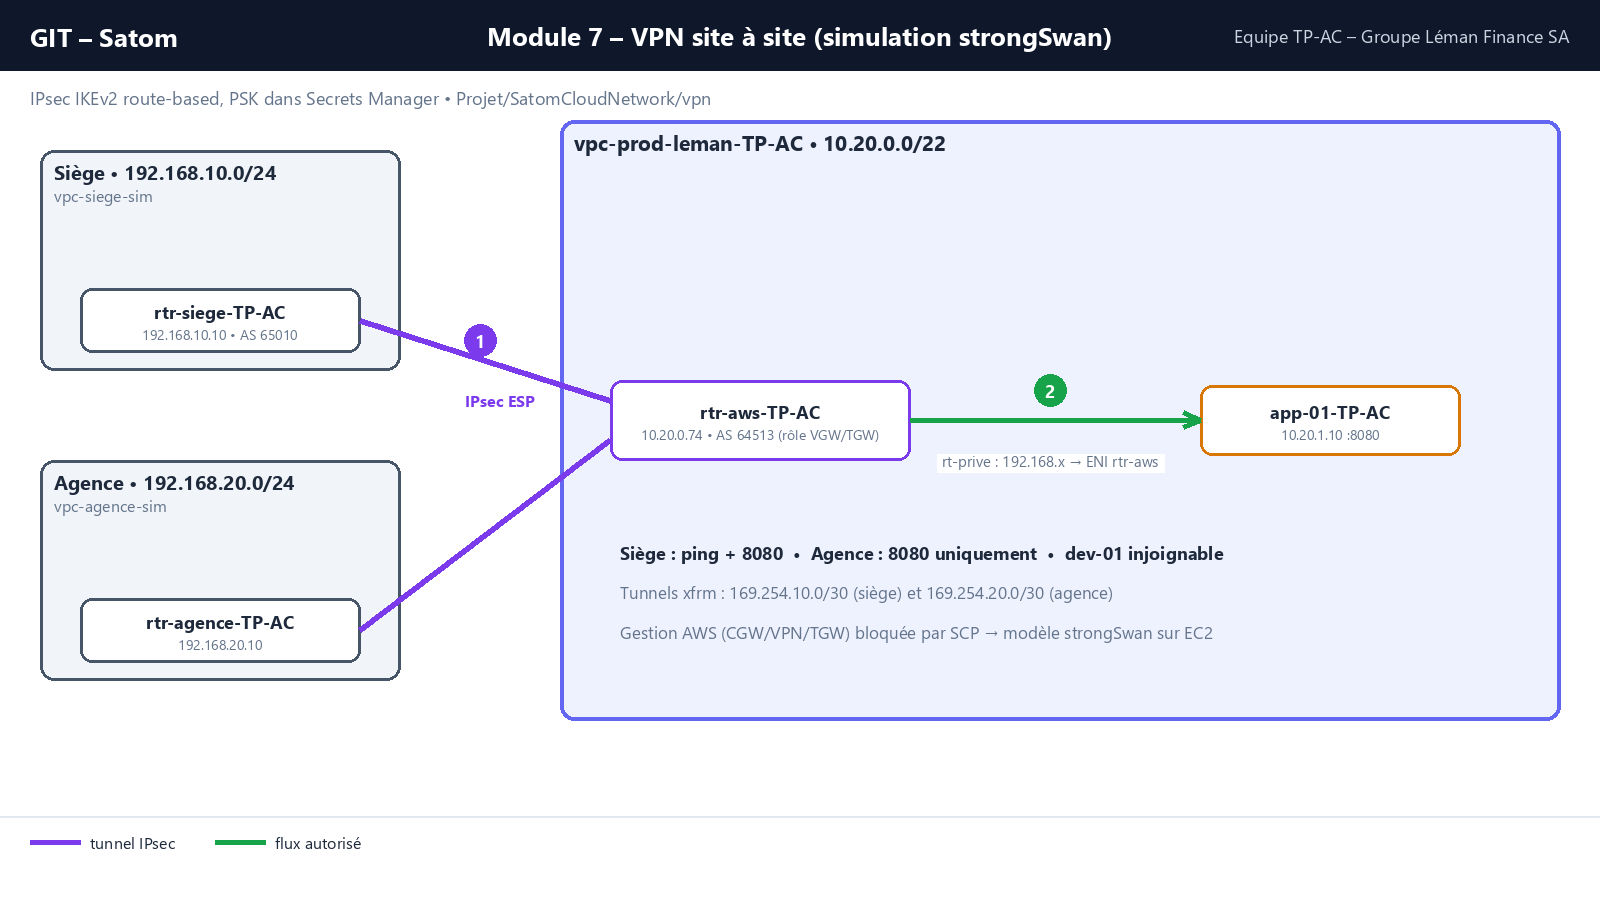 GIT – Satom
Module 7 – VPN site à site (simulation strongSwan)
Equipe TP-AC – Groupe Léman Finance SA
IPsec IKEv2 route-based, PSK dans Secrets Manager • Projet/SatomCloudNetwork/vpn
vpc-prod-leman-TP-AC • 10.20.0.0/22
Siège • 192.168.10.0/24
vpc-siege-sim
rtr-siege-TP-AC
192.168.10.10 • AS 65010
1
IPsec ESP
rtr-aws-TP-AC
10.20.0.74 • AS 64513 (rôle VGW/TGW)
2
rt-prive : 192.168.x → ENI rtr-aws
app-01-TP-AC
10.20.1.10 :8080
Agence • 192.168.20.0/24
vpc-agence-sim
rtr-agence-TP-AC
192.168.20.10
Siège : ping + 8080 • Agence : 8080 uniquement • dev-01 injoignable
Tunnels xfrm : 169.254.10.0/30 (siège) et 169.254.20.0/30 (agence)
Gestion AWS (CGW/VPN/TGW) bloquée par SCP → modèle strongSwan sur EC2
tunnel IPsec
flux autorisé